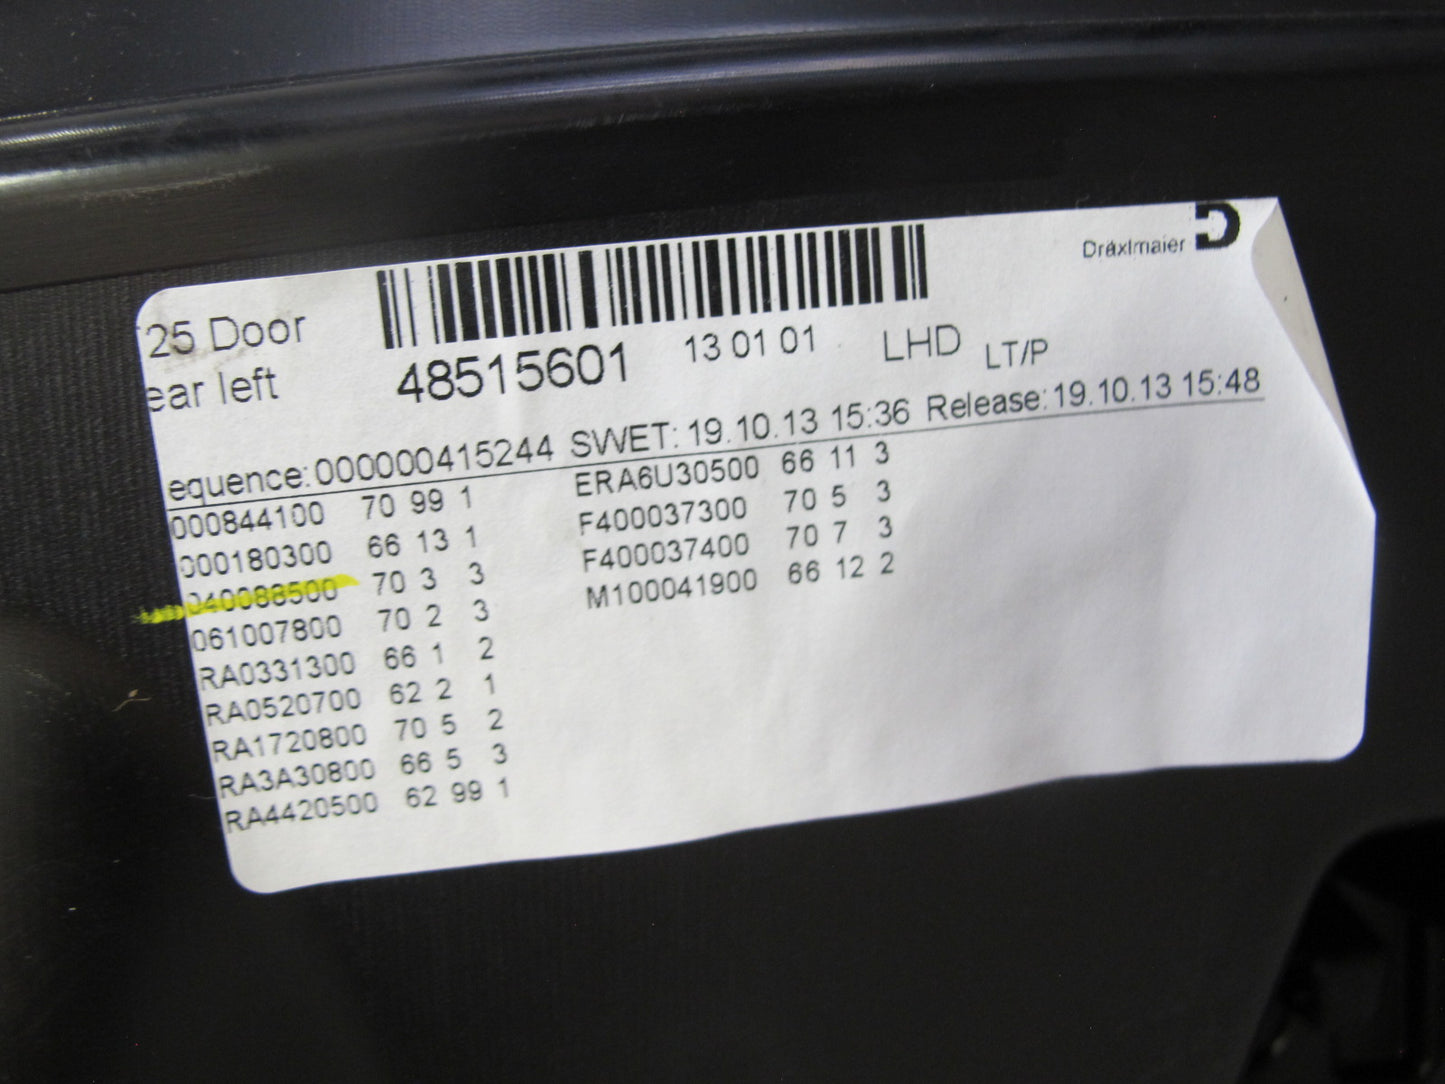 Dräxlmaier
25 Door
ear left
48515601 13 01 01 LHD LT/P
equence:000000415244 SWET: 19.10.13 15:36 Release:19.10.13 15:48
000844100 70 99 1
000180300 66 13 1
040088500 70 3 3
061007800 70 2 3
RA0331300 66 1 2
RA0520700 62 2 1
RA1720800 70 5 2
RA3A30800 66 5 3
RA4420500 62 99 1
ERA6U30500 66 11 3
F400037300 70 5 3
F400037400 70 7 3
M100041900 66 12 2